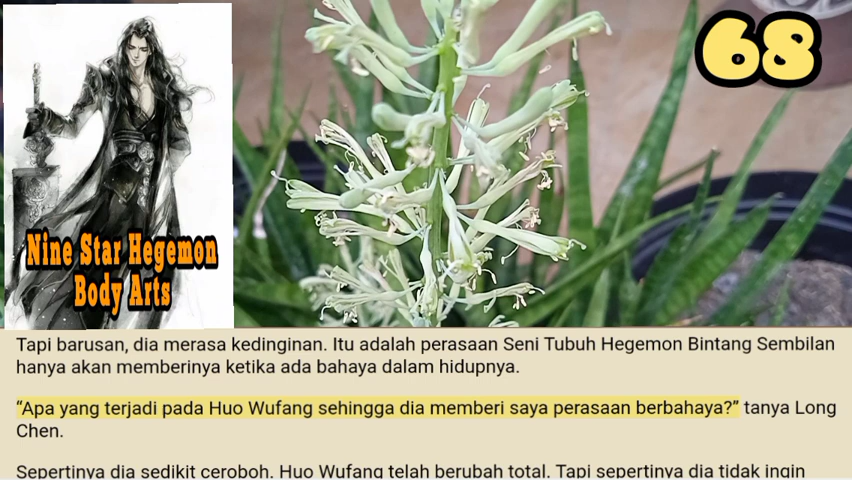 68
Nine Star Hegemon
Body Arts
Tapi barusan, dia merasa kedinginan. Itu adalah perasaan Seni Tubuh Hegemon Bintang Sembilan
hanya akan memberinya ketika ada bahaya dalam hidupnya.
“Apa yang terjadi pada Huo Wufang sehingga dia memberi saya perasaan berbahaya?” tanya Long
Chen.
Sepertinya dia sedikit ceroboh. Huo Wufang telah berubah total. Tapi sepertinya dia tidak ingin